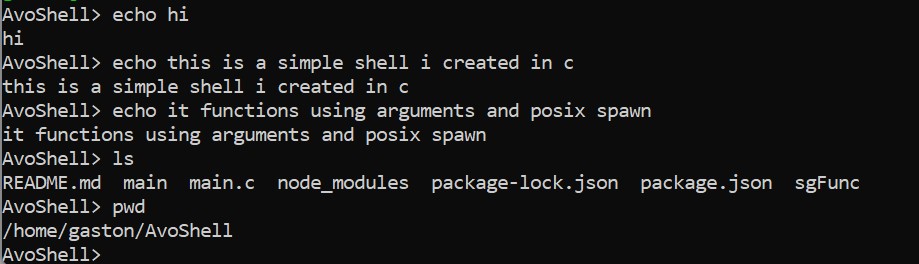 AvoShell> echo hi
hi
AvoShell> echo this is a simple shell i created in c
this is a simple shell i created in c
AvoShell> echo it functions using arguments and posix spawn
it functions using arguments and posix spawn
AvoShell> ls
README.md  main  main.c  node_modules  package-lock.json  package.json  sgFunc
AvoShell> pwd
/home/gaston/AvoShell
AvoShell>